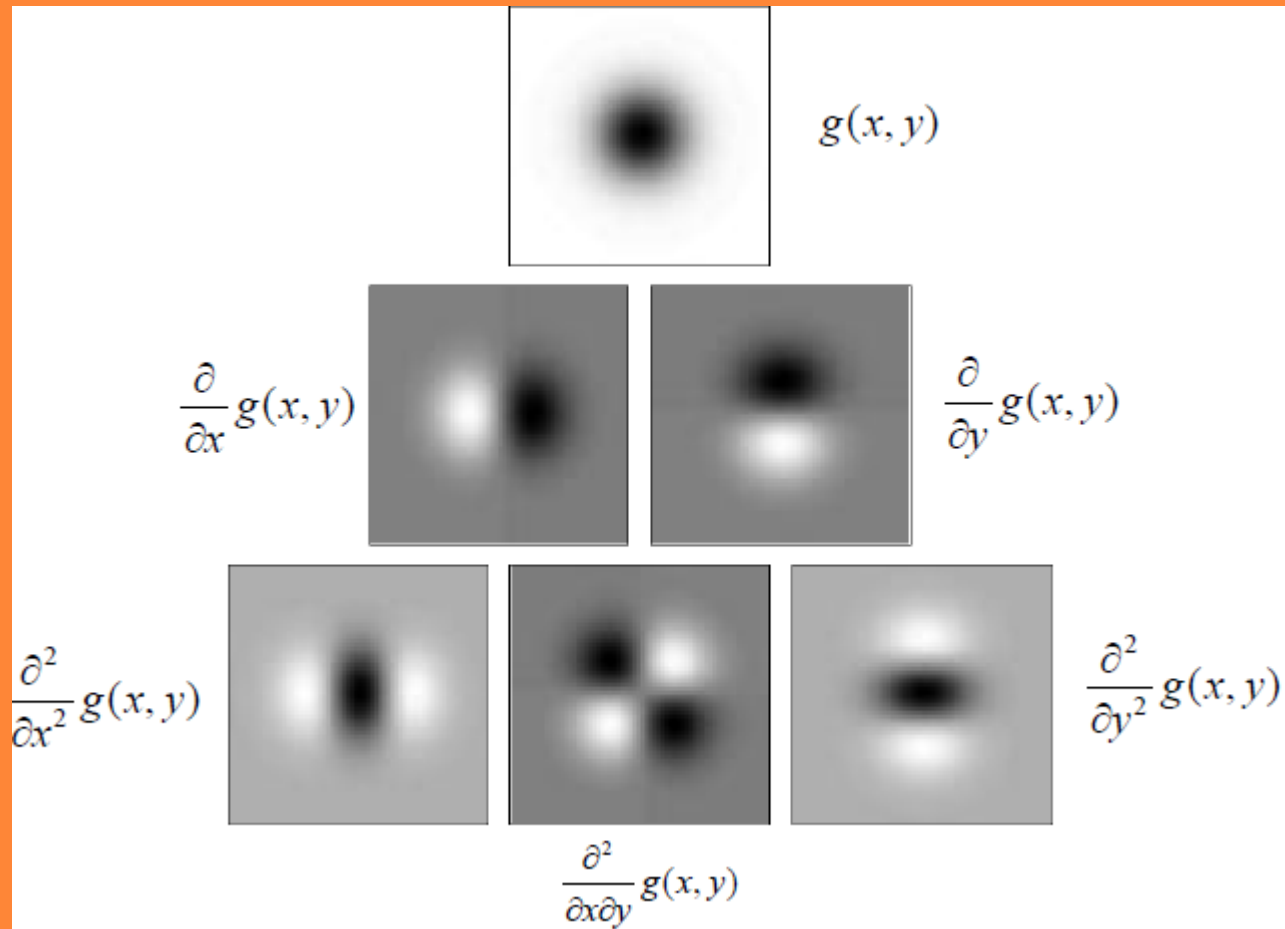 g(x, y)
∂/∂x g(x, y)
∂/∂y g(x, y)
∂²/∂x² g(x, y)
∂²/∂x∂y g(x, y)
∂²/∂y² g(x, y)